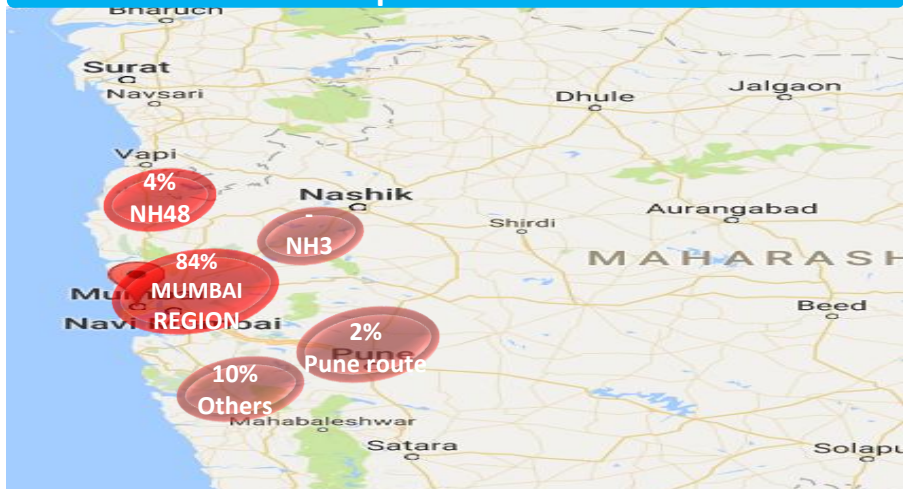 Bharuch
Surat
Navsari
Dhule
Jalgaon
Vapi
4%
NH48
Nashik
-
NH3
Aurangabad
Shirdi
MAHARASH
84%
MUMBAI
REGION
Beed
2%
Pune
Pune route
10%
Others
Mahabaleshwar
Satara
Solapu